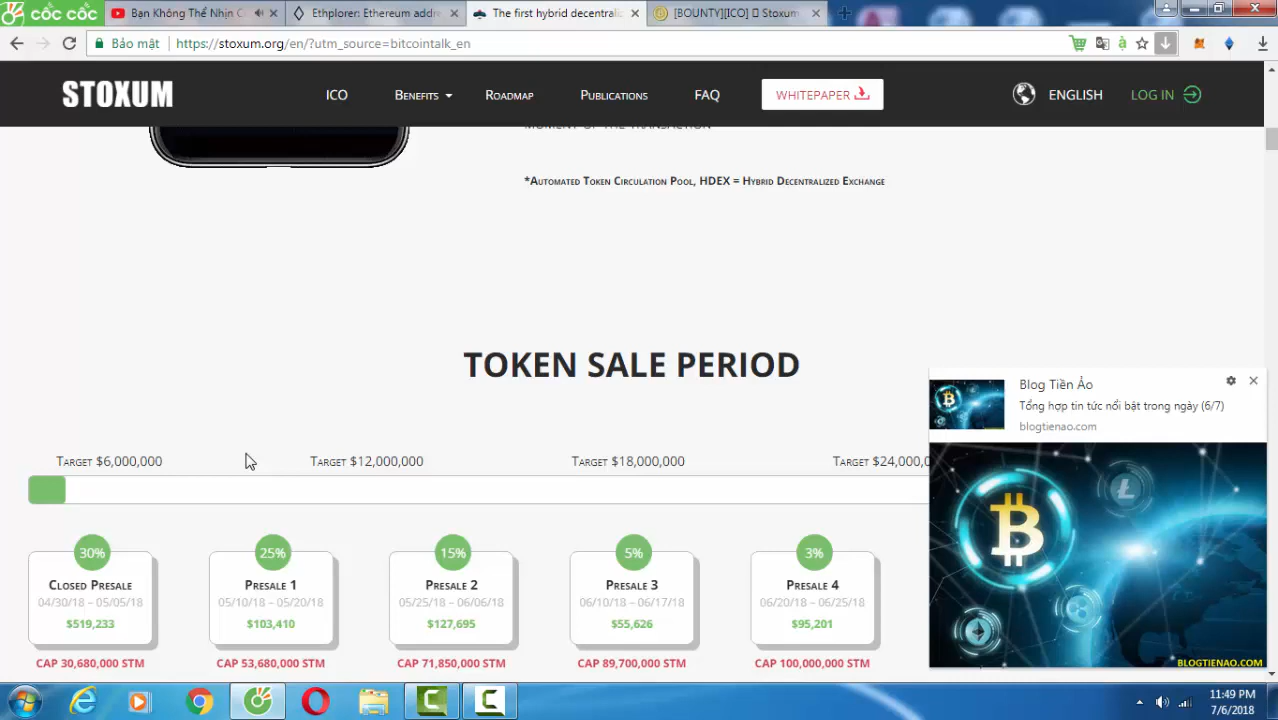 cốc cốc
Bạn Không Thể Nhịn C
Ethplorer: Ethereum addre
The first hybrid decentrali
[BOUNTY][ICO] Stoxum
Bảo mật
https://stoxum.org/en/?utm_source=bitcointalk_en
STOXUM
ICO
Benefits
Roadmap
Publications
FAQ
WHITEPAPER
ENGLISH
LOG IN
moment of the transaction
*Automated Token Circulation Pool, HDEX = Hybrid Decentralized Exchange
TOKEN SALE PERIOD
Blog Tiền Ảo
Tổng hợp tin tức nổi bật trong ngày (6/7)
blogtienao.com
Target $6,000,000
Target $12,000,000
Target $18,000,000
Target $24,000,0
30%
25%
15%
5%
3%
Closed Presale
Presale 1
Presale 2
Presale 3
Presale 4
04/30/18 – 05/05/18
05/10/18 – 05/20/18
05/25/18 – 06/06/18
06/10/18 – 06/17/18
06/20/18 – 06/25/18
$519,233
$103,410
$127,695
$55,626
$95,201
CAP 30,680,000 STM
CAP 53,680,000 STM
CAP 71,850,000 STM
CAP 89,700,000 STM
CAP 100,000,000 STM
BLOGTIENAO.COM
11:49 PM
7/6/2018